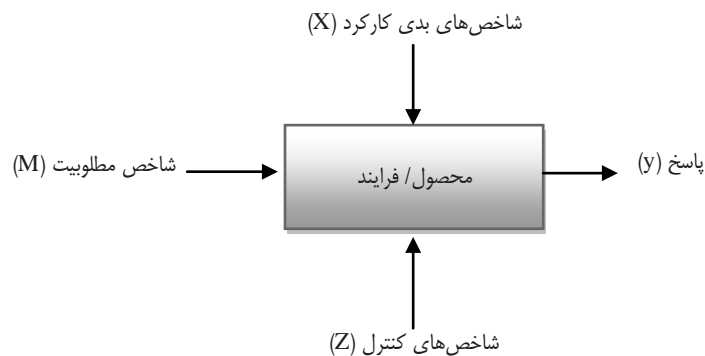 شاخص‌های بدی کارکرد (X)
شاخص مطلوبیت (M)
محصول/ فرایند
پاسخ (y)
شاخص‌های کنترل (Z)